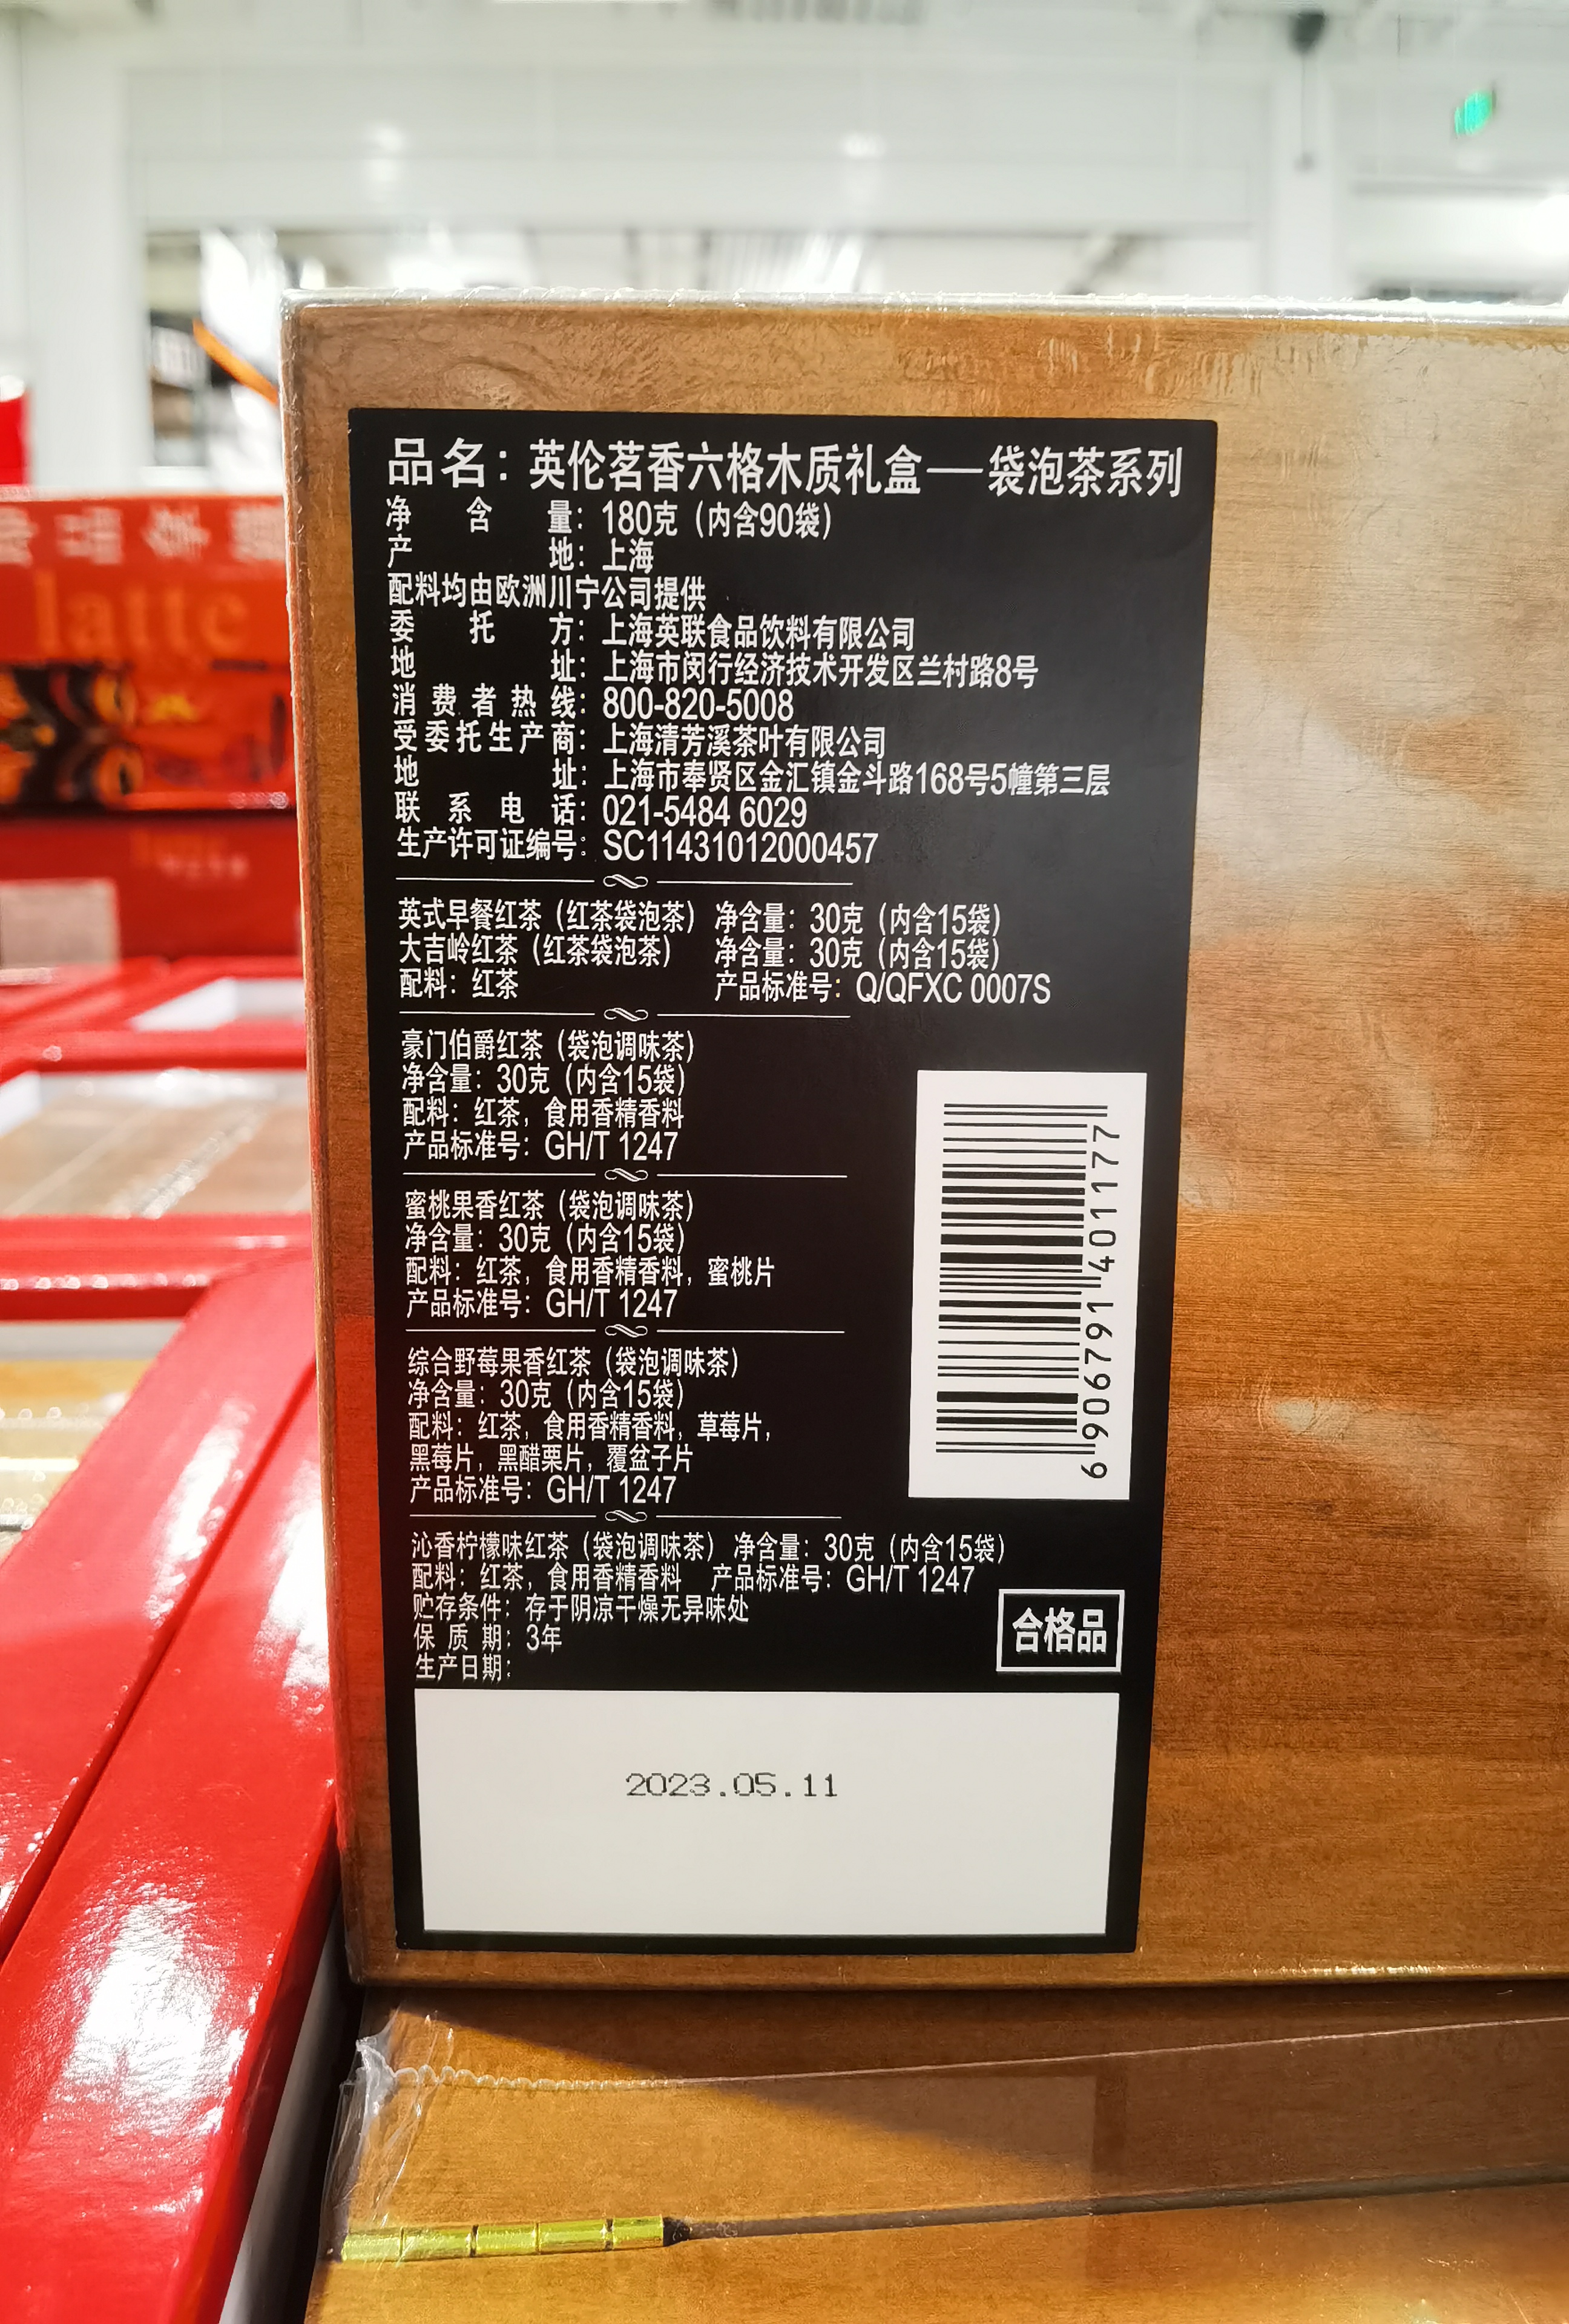 latte
品名：英伦茗香六格木质礼盒——袋泡茶系列
净含量：180克（内含90袋）
产地：上海
配料均由欧洲川宁公司提供
委托方：上海英联食品饮料有限公司
地址：上海市闵行经济技术开发区兰村路8号
消费者热线：800-820-5008
受委托生产商：上海清芳溪茶叶有限公司
地址：上海市奉贤区金汇镇金斗路168号5幢第三层
联系电话：021-5484 6029
生产许可证编号：SC11431012000457
英式早餐红茶（红茶袋泡茶） 净含量：30克（内含15袋）
大吉岭红茶（红茶袋泡茶） 净含量：30克（内含15袋）
配料：红茶 产品标准号：Q/QFXC 0007S
豪门伯爵红茶（袋泡调味茶）
净含量：30克（内含15袋）
配料：红茶，食用香精香料
产品标准号：GH/T 1247
蜜桃果香红茶（袋泡调味茶）
净含量：30克（内含15袋）
配料：红茶，食用香精香料，蜜桃片
产品标准号：GH/T 1247
综合野莓果香红茶（袋泡调味茶）
净含量：30克（内含15袋）
配料：红茶，食用香精香料，草莓片，
黑莓片，黑醋栗片，覆盆子片
产品标准号：GH/T 1247
沁香柠檬味红茶（袋泡调味茶） 净含量：30克（内含15袋）
配料：红茶，食用香精香料 产品标准号：GH/T 1247
贮存条件：存于阴凉干燥无异味处
保质期：3年
生产日期：
合格品
6 906791 401177
2023.05.11